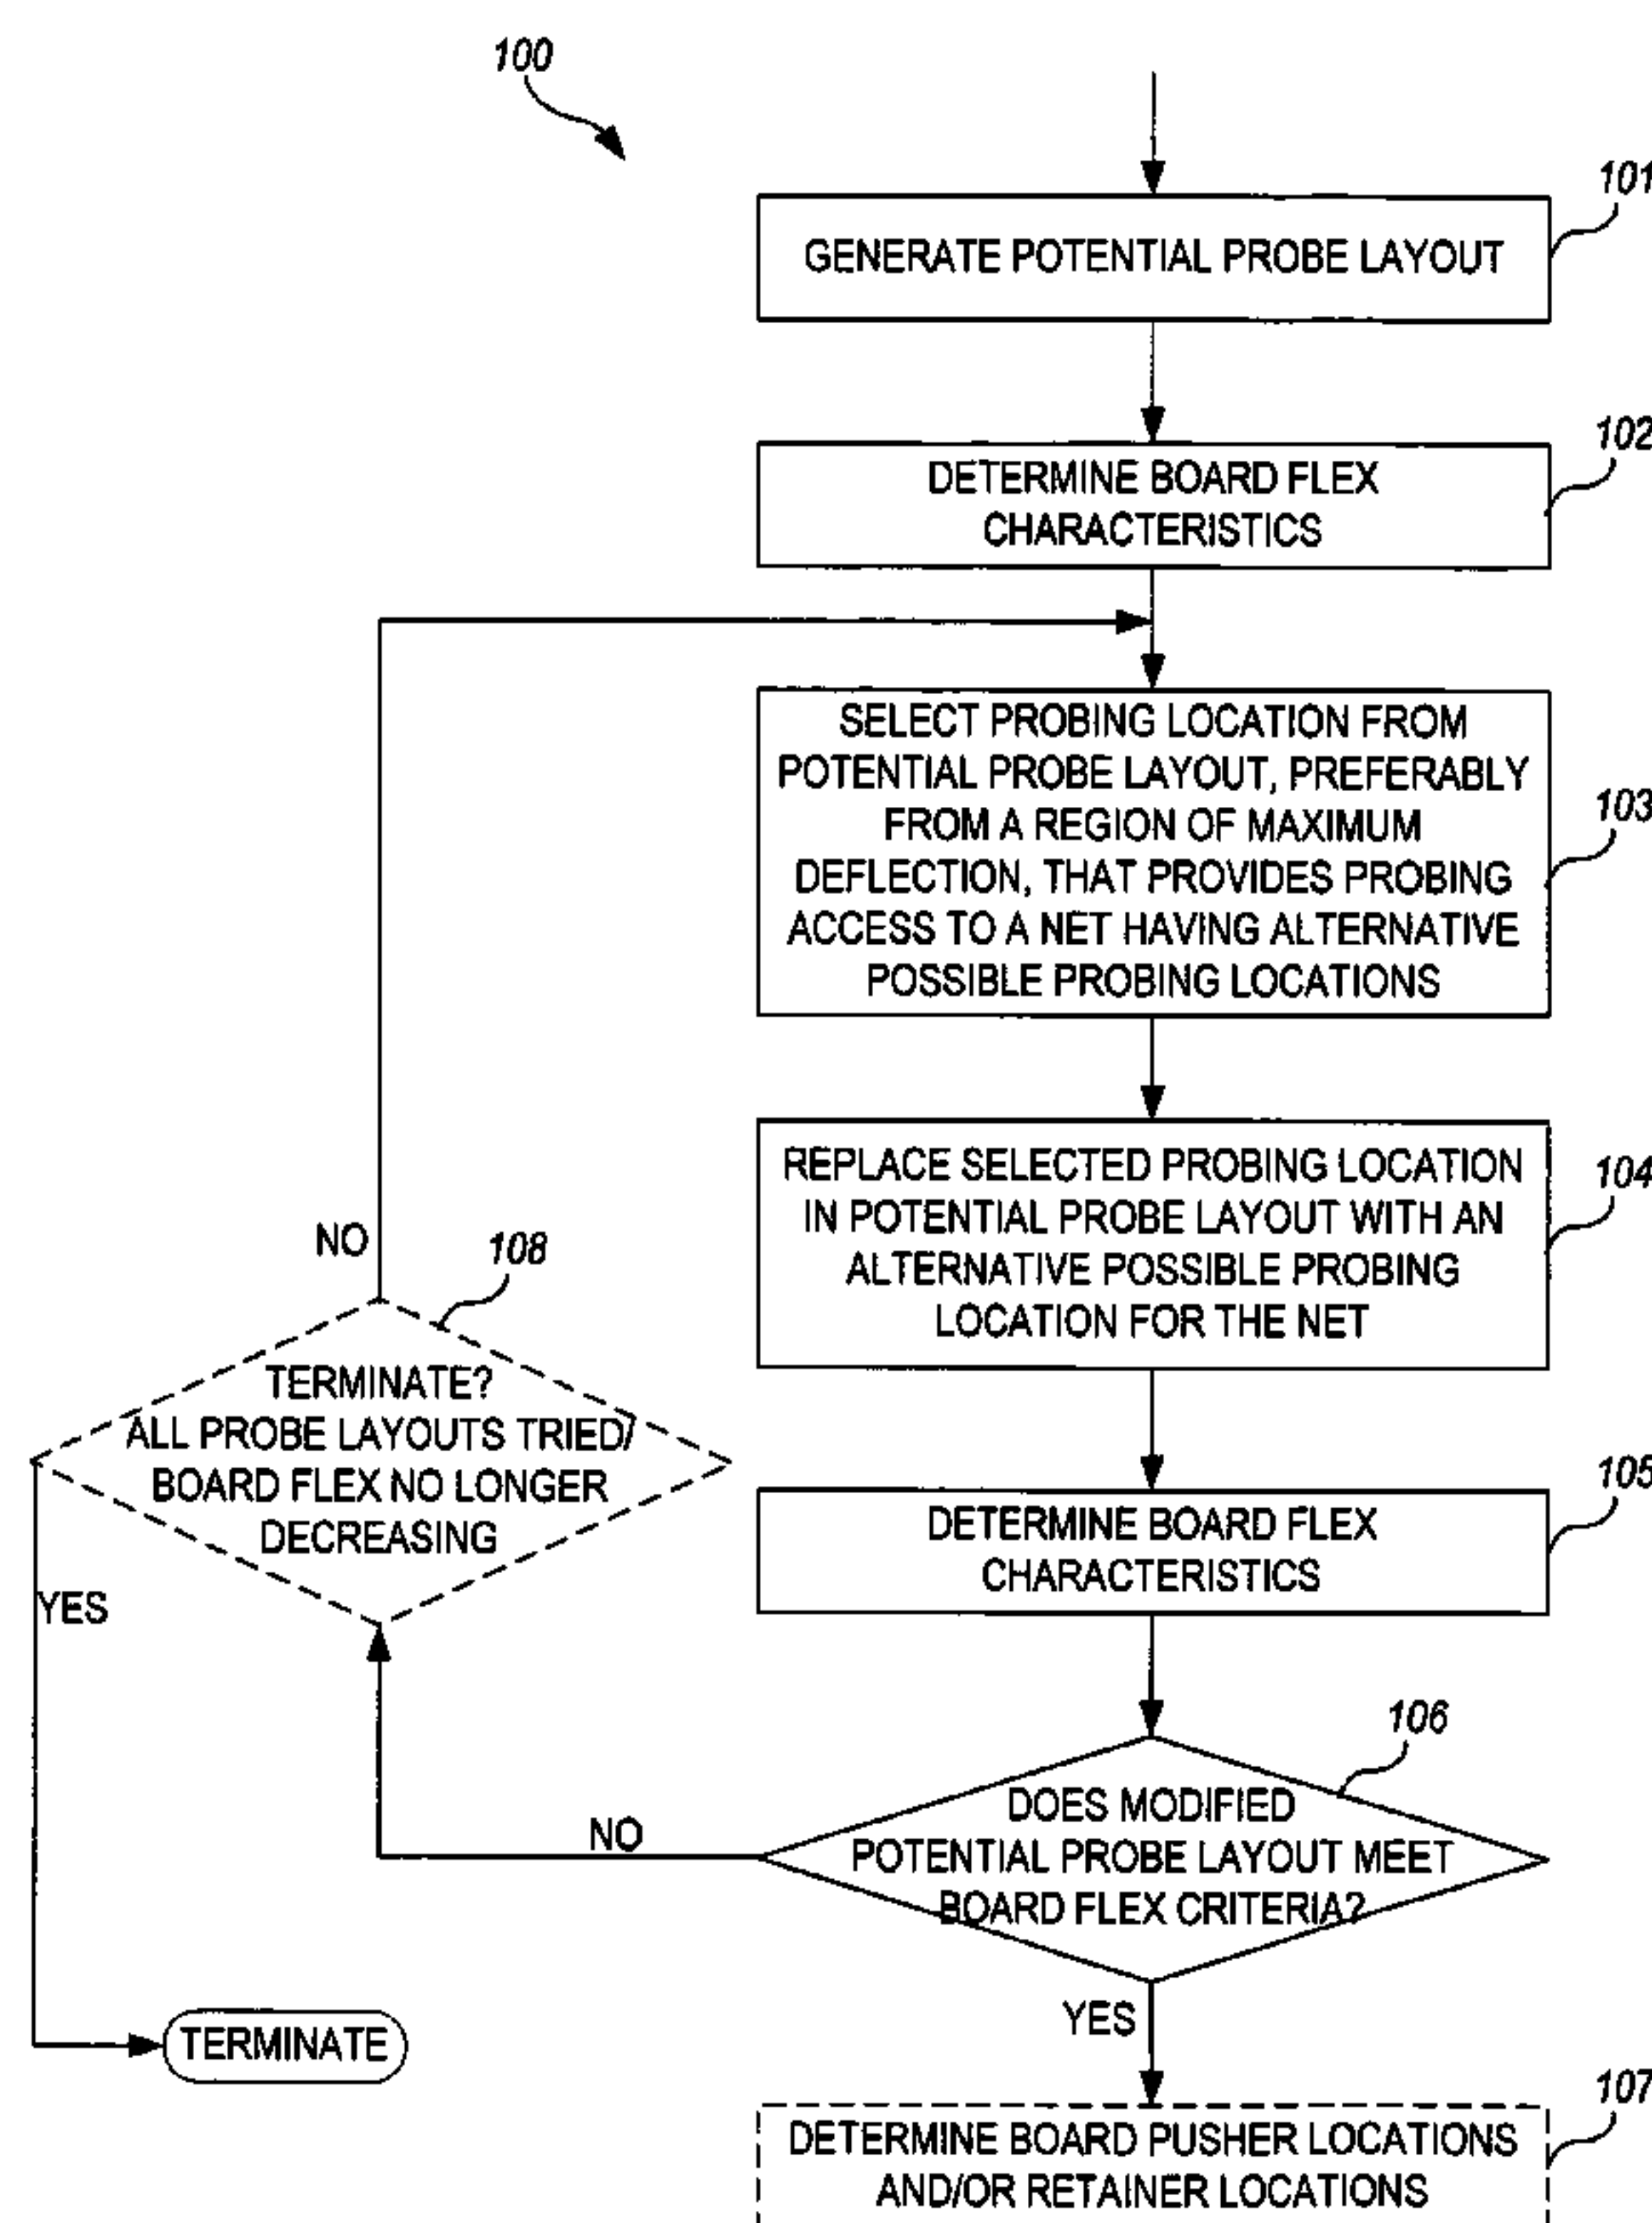 100
101
GENERATE POTENTIAL PROBE LAYOUT
102
DETERMINE BOARD FLEX
CHARACTERISTICS
SELECT PROBING LOCATION FROM
POTENTIAL PROBE LAYOUT, PREFERABLY
FROM A REGION OF MAXIMUM
DEFLECTION, THAT PROVIDES PROBING
ACCESS TO A NET HAVING ALTERNATIVE
POSSIBLE PROBING LOCATIONS
103
REPLACE SELECTED PROBING LOCATION
IN POTENTIAL PROBE LAYOUT WITH AN
ALTERNATIVE POSSIBLE PROBING
LOCATION FOR THE NET
104
NO
108
TERMINATE?
ALL PROBE LAYOUTS TRIED/
BOARD FLEX NO LONGER
DECREASING
YES
105
DETERMINE BOARD FLEX
CHARACTERISTICS
106
DOES MODIFIED
POTENTIAL PROBE LAYOUT MEET
BOARD FLEX CRITERIA?
NO
YES
TERMINATE
107
DETERMINE BOARD PUSHER LOCATIONS
AND/OR RETAINER LOCATIONS